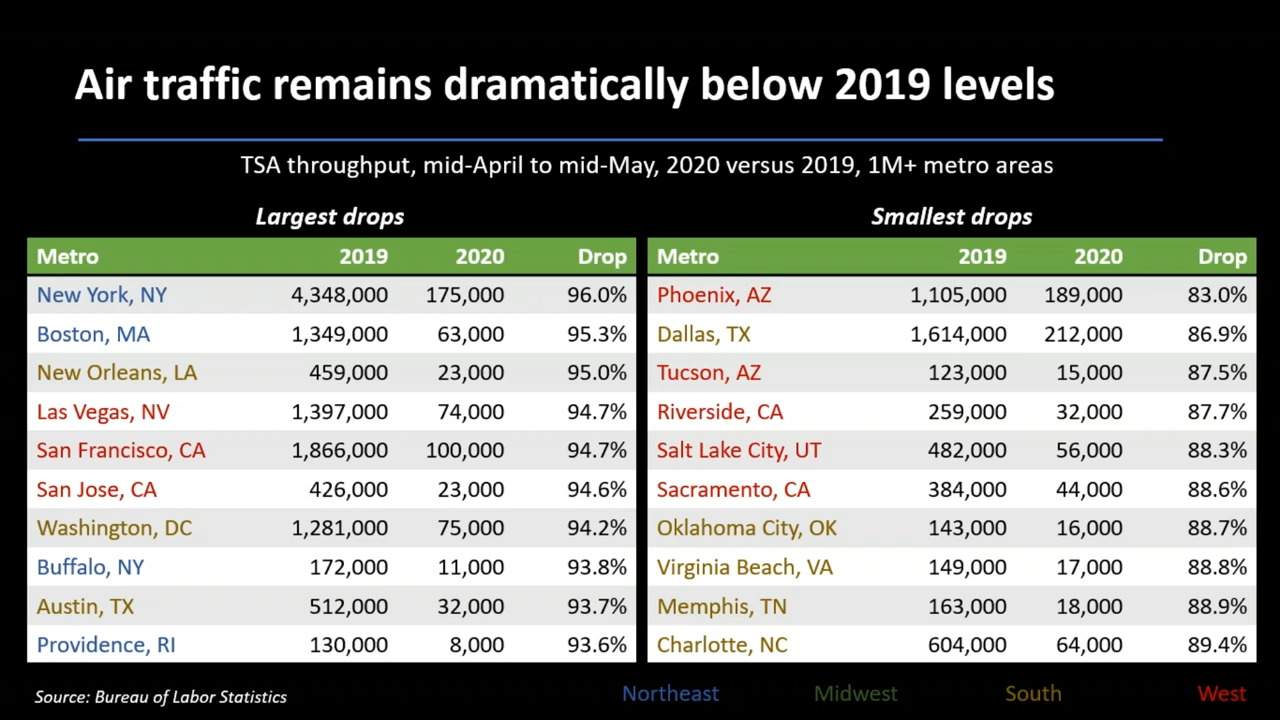 Air traffic remains dramatically below 2019 levels
TSA throughput, mid-April to mid-May, 2020 versus 2019, 1M+ metro areas
Largest drops
Metro 2019 2020 Drop
New York, NY 4,348,000 175,000 96.0%
Boston, MA 1,349,000 63,000 95.3%
New Orleans, LA 459,000 23,000 95.0%
Las Vegas, NV 1,397,000 74,000 94.7%
San Francisco, CA 1,866,000 100,000 94.7%
San Jose, CA 426,000 23,000 94.6%
Washington, DC 1,281,000 75,000 94.2%
Buffalo, NY 172,000 11,000 93.8%
Austin, TX 512,000 32,000 93.7%
Providence, RI 130,000 8,000 93.6%
Smallest drops
Metro 2019 2020 Drop
Phoenix, AZ 1,105,000 189,000 83.0%
Dallas, TX 1,614,000 212,000 86.9%
Tucson, AZ 123,000 15,000 87.5%
Riverside, CA 259,000 32,000 87.7%
Salt Lake City, UT 482,000 56,000 88.3%
Sacramento, CA 384,000 44,000 88.6%
Oklahoma City, OK 143,000 16,000 88.7%
Virginia Beach, VA 149,000 17,000 88.8%
Memphis, TN 163,000 18,000 88.9%
Charlotte, NC 604,000 64,000 89.4%
Source: Bureau of Labor Statistics
Northeast Midwest South West